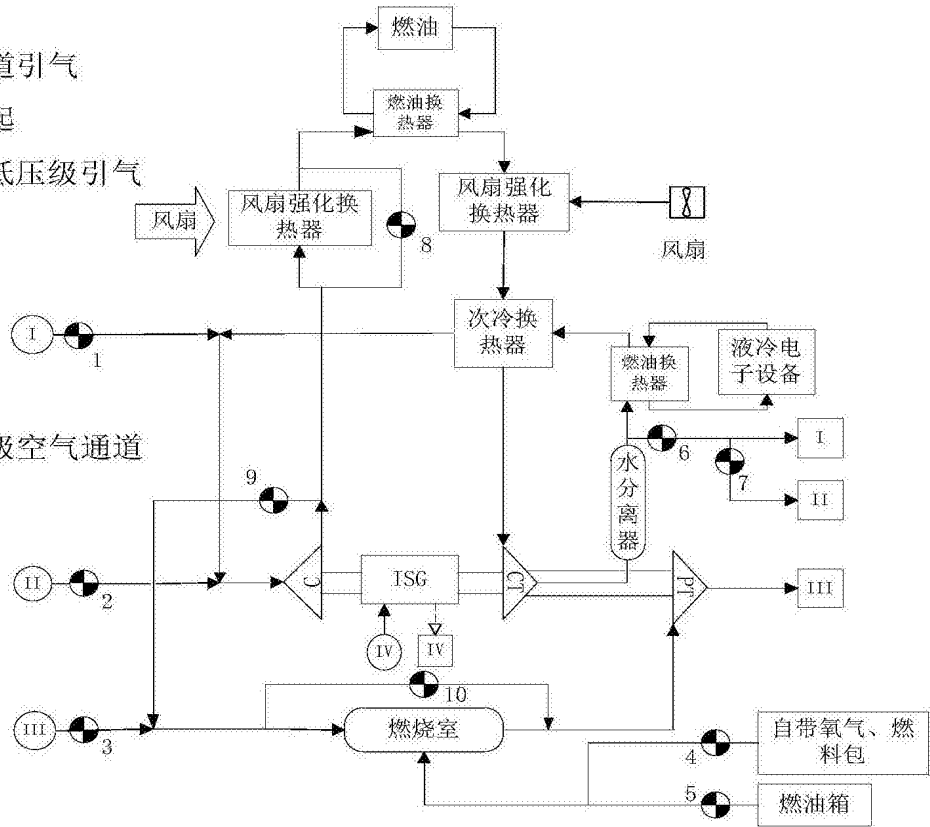 燃油
道引气
起
燃油换
热器
低压级引气
风扇强化换
热器
风扇强化
换热器
风扇
8
风扇
I
1
次冷换
热器
燃油换
热器
液冷电
子设备
级空气通道
6
I
7
9
水分离器
II
II
2
C
ISG
CT
PT
III
IV
IV
10
III
3
燃烧室
4
自带氧气、燃
料包
5
燃油箱